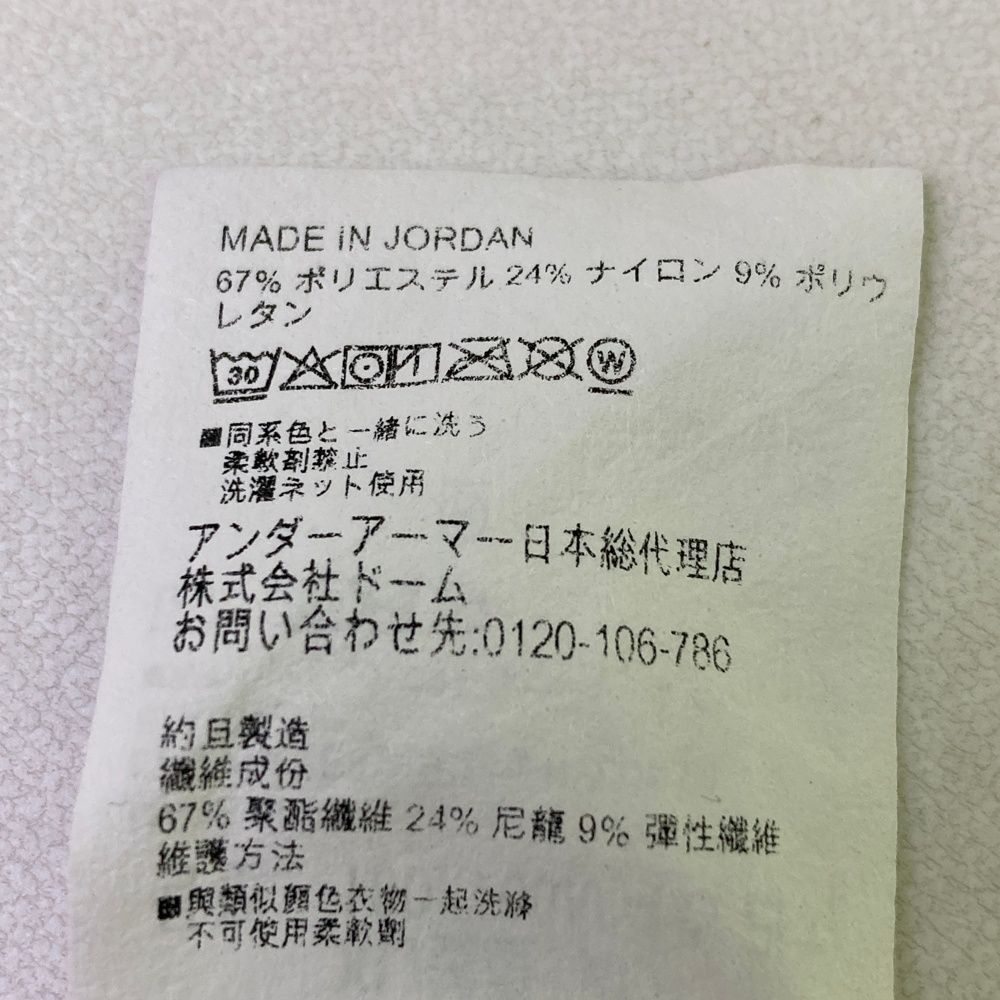 MADE IN JORDAN
67% ポリエステル 24% ナイロン 9% ポリウ
レタン
30 W
■同系色と一緒に洗う
柔軟剤禁止
洗濯ネット使用
アンダーアーマー日本総代理店
株式会社ドーム
お問い合わせ先:0120-106-786
約旦製造
纖維成份
67% 聚酯纖維 24% 尼龍 9% 彈性纖維
維護方法
■與類似顏色衣物一起洗滌
不可使用柔軟劑